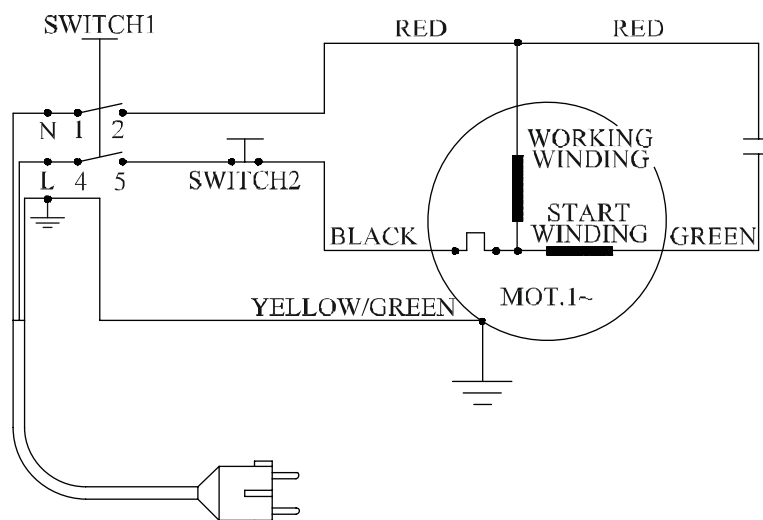 SWITCH1
RED
RED
N 1 2
WORKING
WINDING
L 4 5
SWITCH2
START
WINDING
BLACK
GREEN
MOT.1~
YELLOW/GREEN